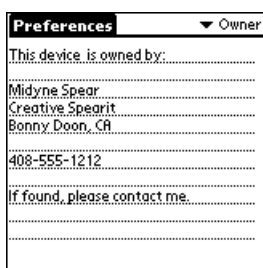 Preferences ▼ Owner
This device is owned by:
Midyne Spear
Creative Spearit
Bonny Doon, CA
408-555-1212
If found, please contact me.